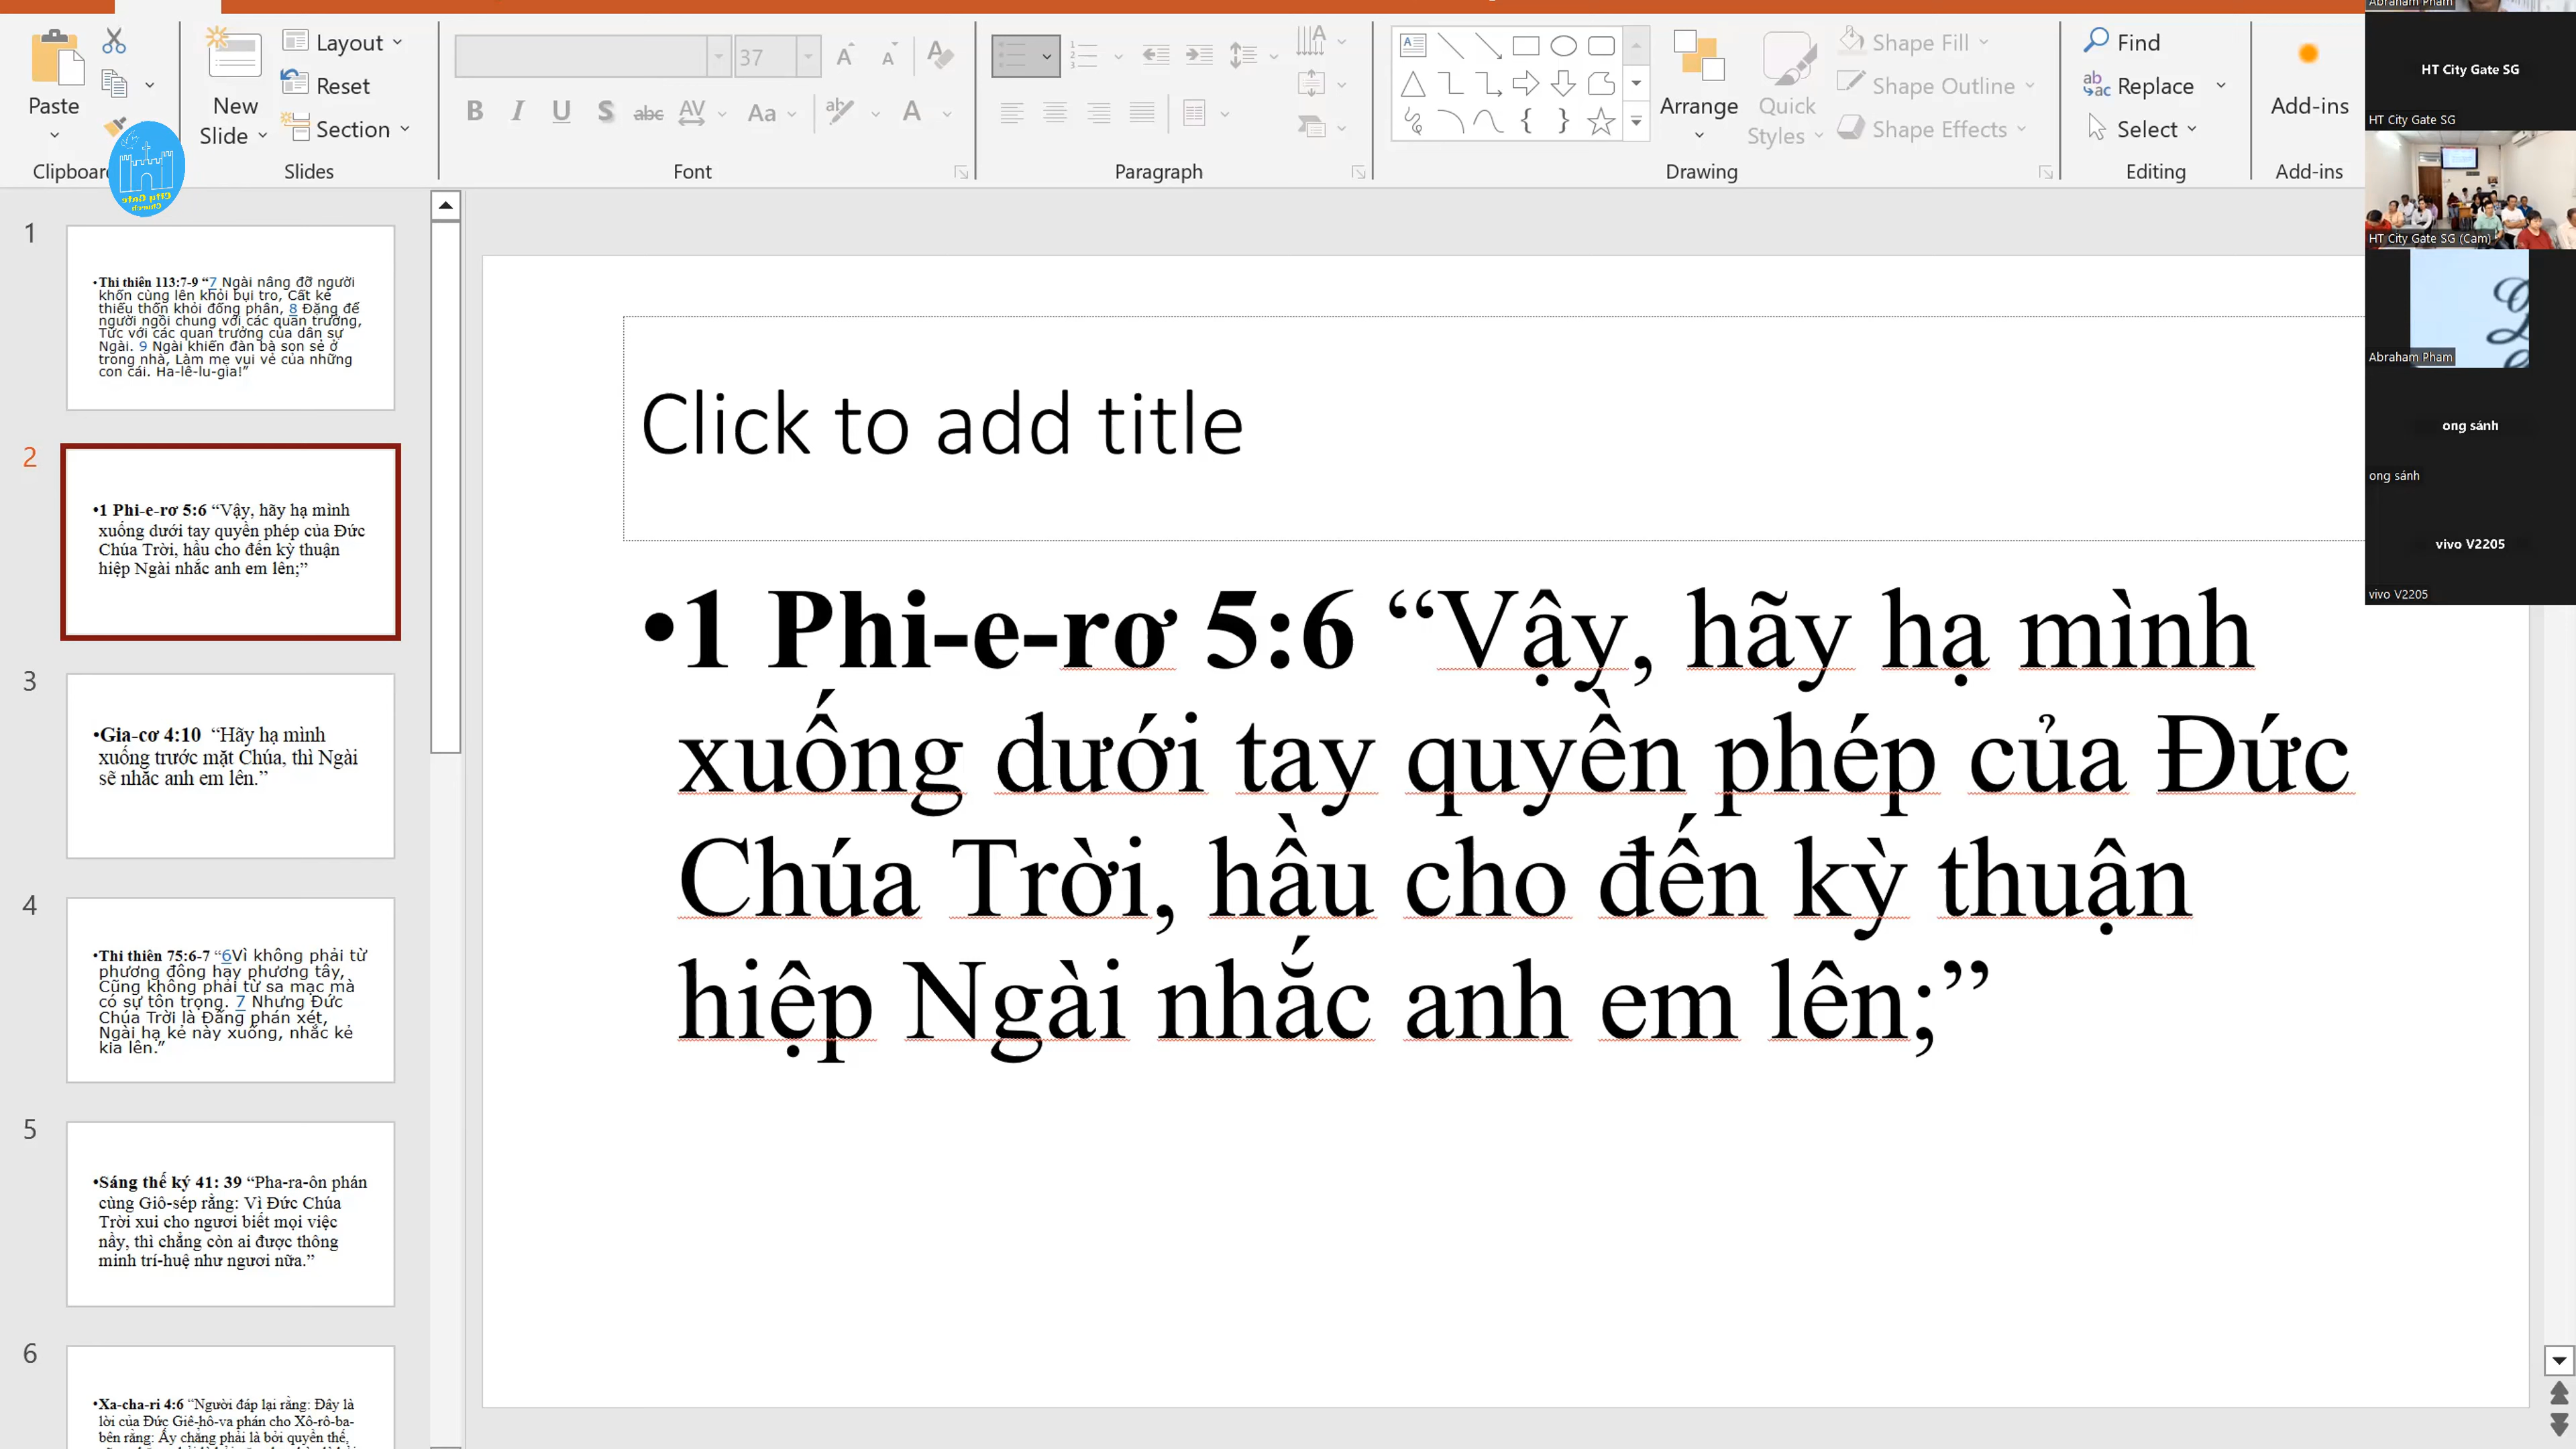 Layout
Reset
Section
Paste
New
Slide
Clipboar
Slides
37
Font
Paragraph
Arrange
Quick
Styles
Shape Fill
Shape Outline
Shape Effects
Drawing
Find
Replace
Select
Editing
Add-ins
Add-ins
City Gate
Church
1
•Thi thiên 113:7-9 “7 Ngài nâng đỡ người
khốn cùng lên khỏi bụi tro, Cất kẻ
thiếu thốn khỏi đống phân, 8 Đặng để
người ngồi chung với các quan trưởng,
Tức với các quan trưởng của dân sự
Ngài. 9 Ngài khiến đàn bà son sẻ ở
trong nhà, Làm mẹ vui vẻ của những
con cái. Ha-lê-lu-gia!”
2
•1 Phi-e-rơ 5:6 “Vậy, hãy hạ mình
xuống dưới tay quyền phép của Đức
Chúa Trời, hầu cho đến kỳ thuận
hiệp Ngài nhắc anh em lên;”
3
•Gia-cơ 4:10 “Hãy hạ mình
xuống trước mặt Chúa, thì Ngài
sẽ nhắc anh em lên.”
4
•Thi thiên 75:6-7 “6Vì không phải từ
phương đông hay phương tây,
Cũng không phải từ sa mạc mà
có sự tôn trọng. 7 Nhưng Đức
Chúa Trời là Đấng phán xét,
Ngài hạ kẻ này xuống, nhắc kẻ
kia lên.”
5
•Sáng thế ký 41: 39 “Pha-ra-ôn phán
cùng Giô-sép rằng: Vì Đức Chúa
Trời xui cho ngươi biết mọi việc
nầy, thì chẳng còn ai được thông
minh trí-huệ như ngươi nữa.”
6
•Xa-cha-ri 4:6 “Người đáp lại rằng: Đây là
lời của Đức Giê-hô-va phán cho Xô-rô-ba-
bên rằng: Ấy chẳng phải là bởi quyền thế,
Click to add title
•1 Phi-e-rơ 5:6 “Vậy, hãy hạ mình
xuống dưới tay quyền phép của Đức
Chúa Trời, hầu cho đến kỳ thuận
hiệp Ngài nhắc anh em lên;”
Abraham Pham
HT City Gate SG
HT City Gate SG
HT City Gate SG (Cam)
Abraham Pham
ong sánh
ong sánh
vivo V2205
vivo V2205